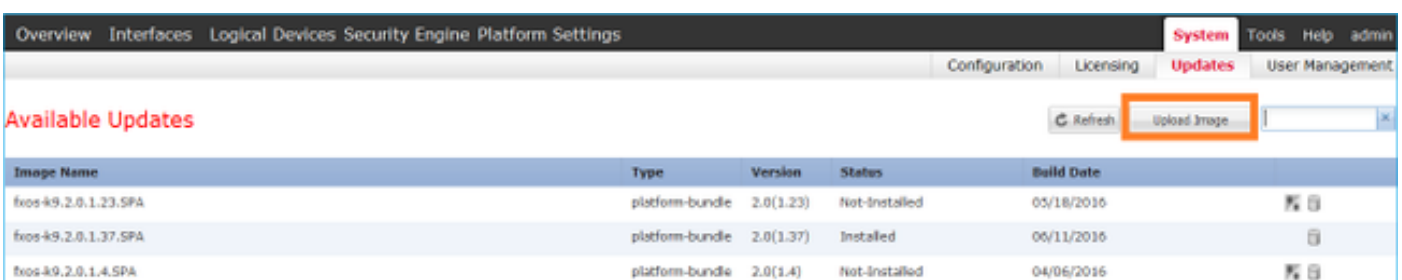 Overview Interfaces Logical Devices Security Engine Platform Settings System Tools Help admin
Configuration Licensing Updates User Management
Available Updates Refresh Upload Image
Image Name Type Version Status Build Date
fxos-k9.2.0.1.23.SPA platform-bundle 2.0(1.23) Not-Installed 05/18/2016
fxos-k9.2.0.1.37.SPA platform-bundle 2.0(1.37) Installed 06/11/2016
fxos-k9.2.0.1.4.SPA platform-bundle 2.0(1.4) Not-Installed 04/06/2016